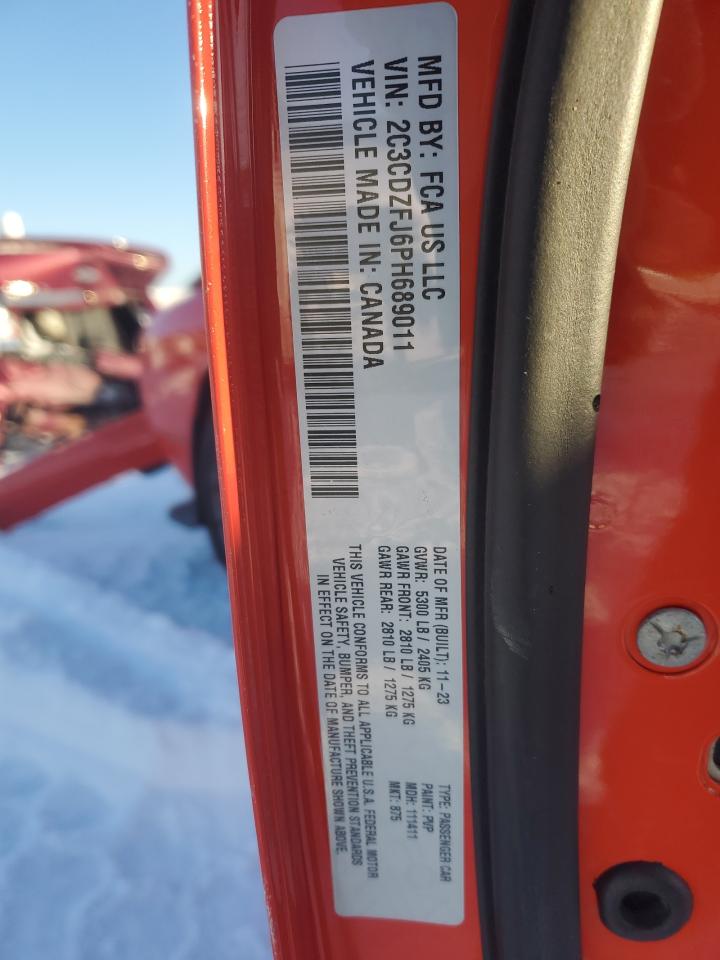 MFD BY: FCA US LLC
VIN: 2C3CDZFJ6PH689011
VEHICLE MADE IN: CANADA
DATE OF MFR (BUILT): 11-23
GVWR: 5300 LB / 2405 KG
GAWR FRONT: 2810 LB / 1275 KG
GAWR REAR: 2810 LB / 1275 KG
THIS VEHICLE CONFORMS TO ALL APPLICABLE U.S.A. FEDERAL MOTOR
VEHICLE SAFETY, BUMPER, AND THEFT PREVENTION STANDARDS
IN EFFECT ON THE DATE OF MANUFACTURE SHOWN ABOVE.
TYPE: PASSENGER CAR
PAINT: PVP
MDH: 111411
MKT: 875